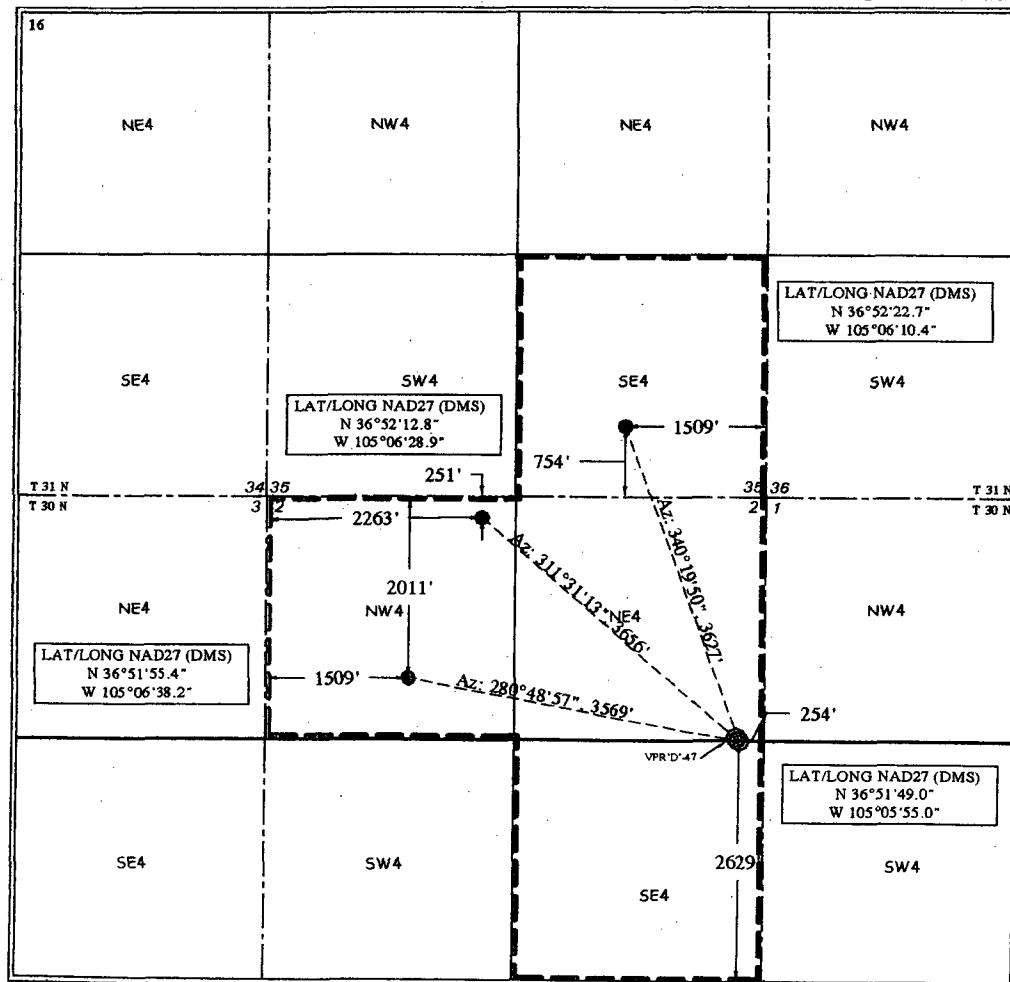 16
NE4
NW4
NE4
NW4
LAT/LONG NAD27 (DMS)
N 36°52'22.7"
W 105°06'10.4"
SE4
SW4
SE4
SW4
LAT/LONG NAD27 (DMS)
N 36°52'12.8"
W 105°06'28.9"
1509'
754'
251'
T 31 N
34 35
35 36
T 31 N
T 30 N
3 2
2 1
T 30 N
2263'
Az: 340°19'50", 3627'
Az: 311°31'13", 3656'
2011'
NE4
NW4
NE4
NW4
LAT/LONG NAD27 (DMS)
N 36°51'55.4"
W 105°06'38.2"
1509'
Az: 280°48'57", 3569'
254'
VPR'D'-47
LAT/LONG NAD27 (DMS)
N 36°51'49.0"
W 105°05'55.0"
SE4
SW4
2629
SE4
SW4